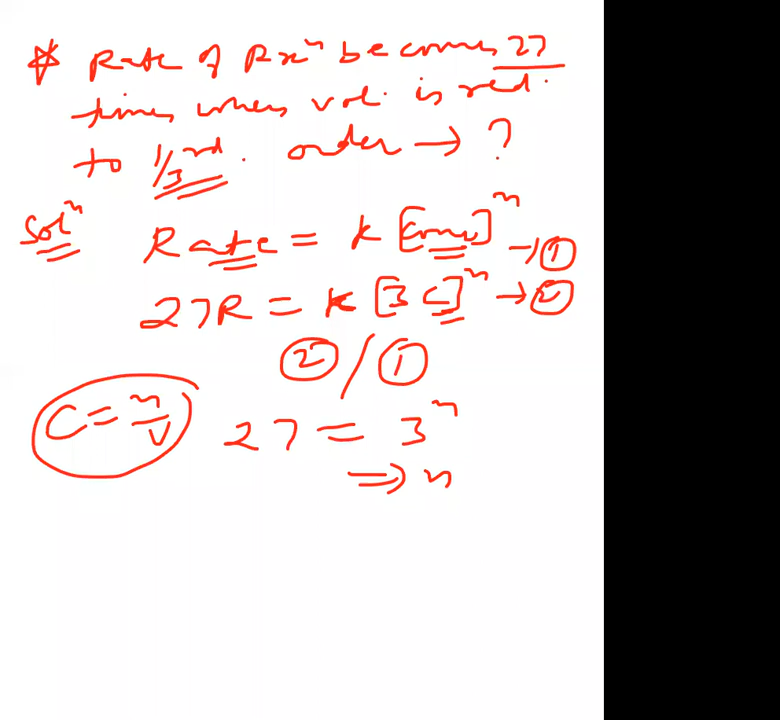 * Rate of Rxⁿ becomes 27
times when vol. is red.
to 1/3rd. order → ?
Solⁿ Rate = k [conc]ⁿ → ①
27R = k [3 C]ⁿ → ②
② / ①
C = n/V 27 = 3ⁿ
⇒ n